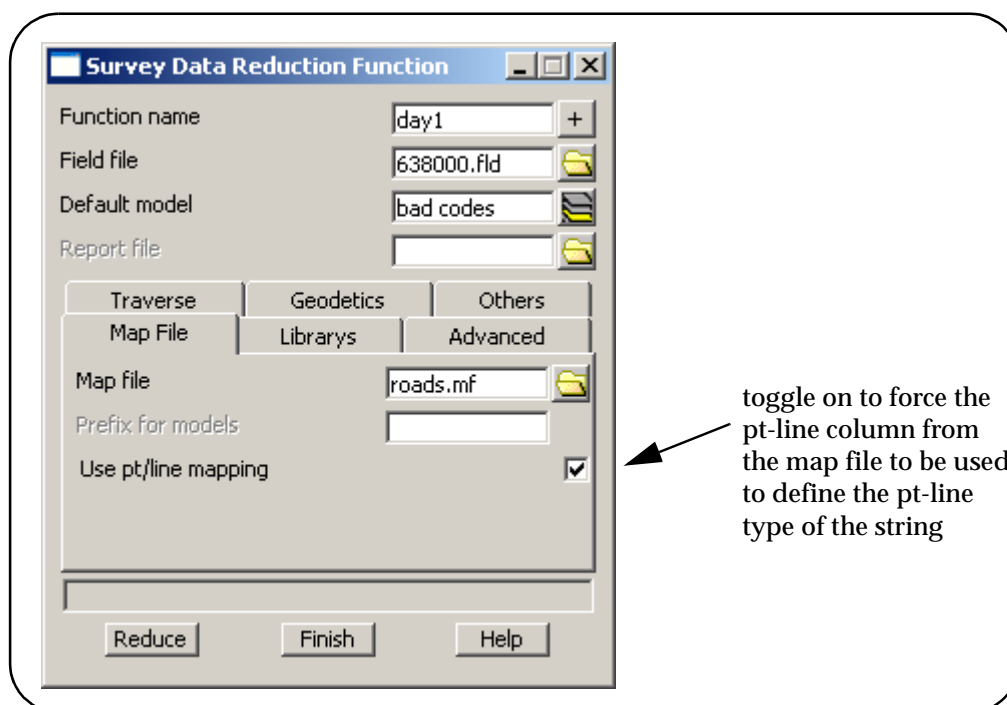 Survey Data Reduction Function
Function name day1 +
Field file 638000.fld
Default model bad codes
Report file
Traverse Geodetics Others
Map File Librarys Advanced
Map file roads.mf
Prefix for models
Use pt/line mapping
Reduce Finish Help
toggle on to force the
pt-line column from
the map file to be used
to define the pt-line
type of the string